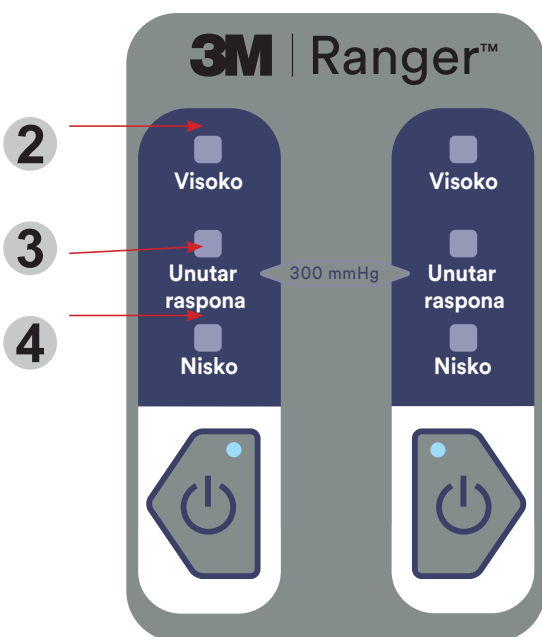 3M Ranger™
2
Visoko
Visoko
3
Unutar raspona
300 mmHg
Unutar raspona
4
Nisko
Nisko